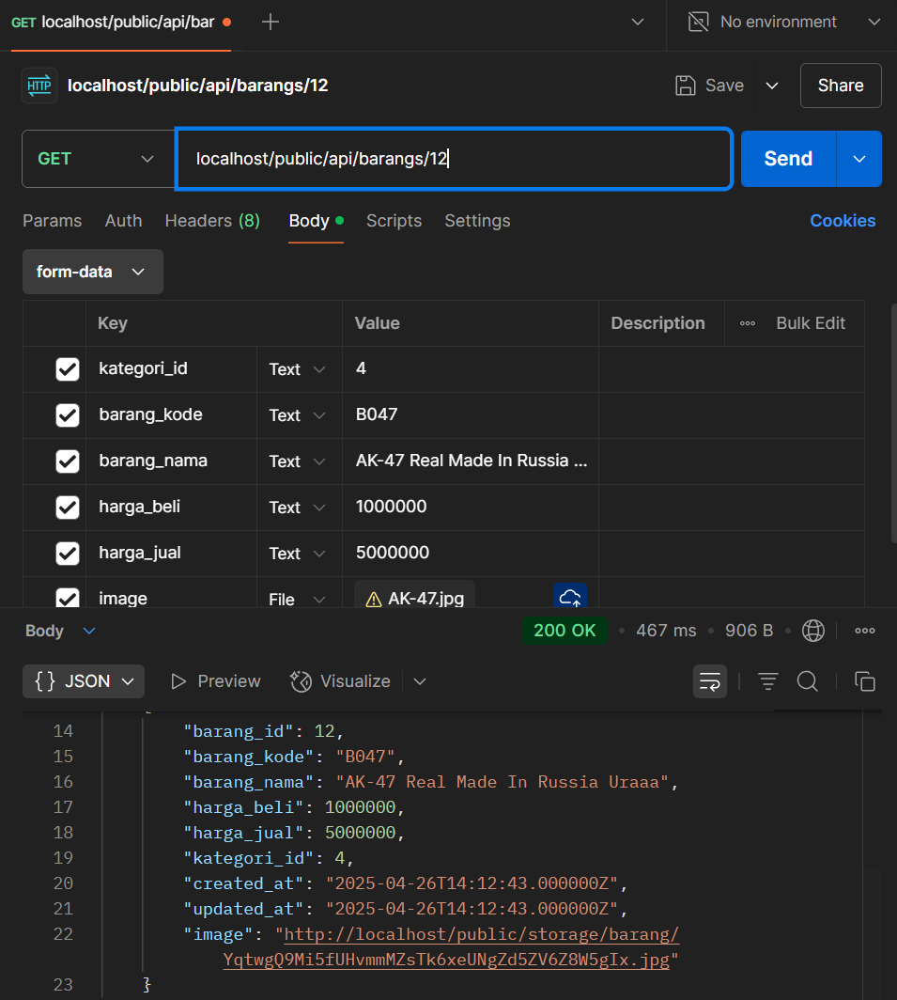 GET localhost/public/api/bar
No environment
HTTP localhost/public/api/barangs/12
Save
Share
GET
localhost/public/api/barangs/12
Send
Params Auth Headers (8) Body Scripts Settings Cookies
form-data
Key Value Description Bulk Edit
kategori_id Text 4
barang_kode Text B047
barang_nama Text AK-47 Real Made In Russia ...
harga_beli Text 1000000
harga_jual Text 5000000
image File AK-47.jpg
Body 200 OK 467 ms 906 B
{} JSON Preview Visualize
14 "barang_id": 12,
15 "barang_kode": "B047",
16 "barang_nama": "AK-47 Real Made In Russia Uraaa",
17 "harga_beli": 1000000,
18 "harga_jual": 5000000,
19 "kategori_id": 4,
20 "created_at": "2025-04-26T14:12:43.000000Z",
21 "updated_at": "2025-04-26T14:12:43.000000Z",
22 "image": "http://localhost/public/storage/barang/
YqtwgQ9Mi5fUHvmmMZsTk6xeUNgZd5ZV6Z8W5gIx.jpg"
23 }